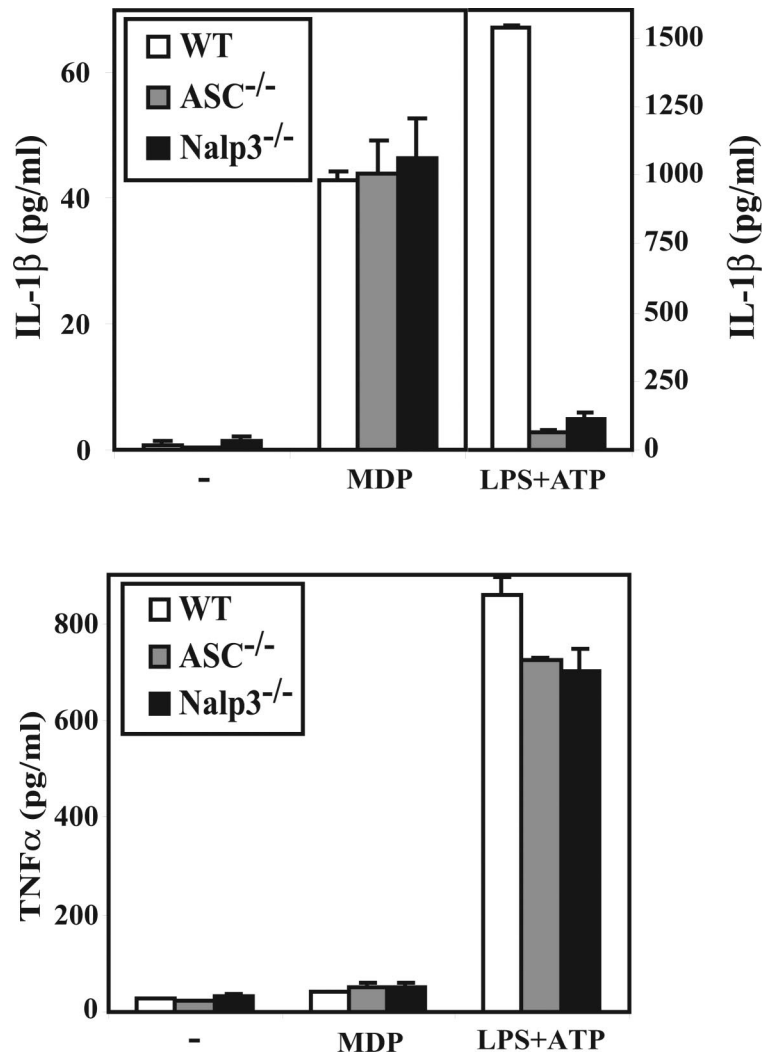 WT
ASC-/-
Nalp3-/-
IL-1β (pg/ml)
60
40
20
0
1500
1250
1000
750
500
250
0
IL-1β (pg/ml)
-
MDP
LPS+ATP
WT
ASC-/-
Nalp3-/-
TNFα (pg/ml)
800
600
400
200
0
-
MDP
LPS+ATP